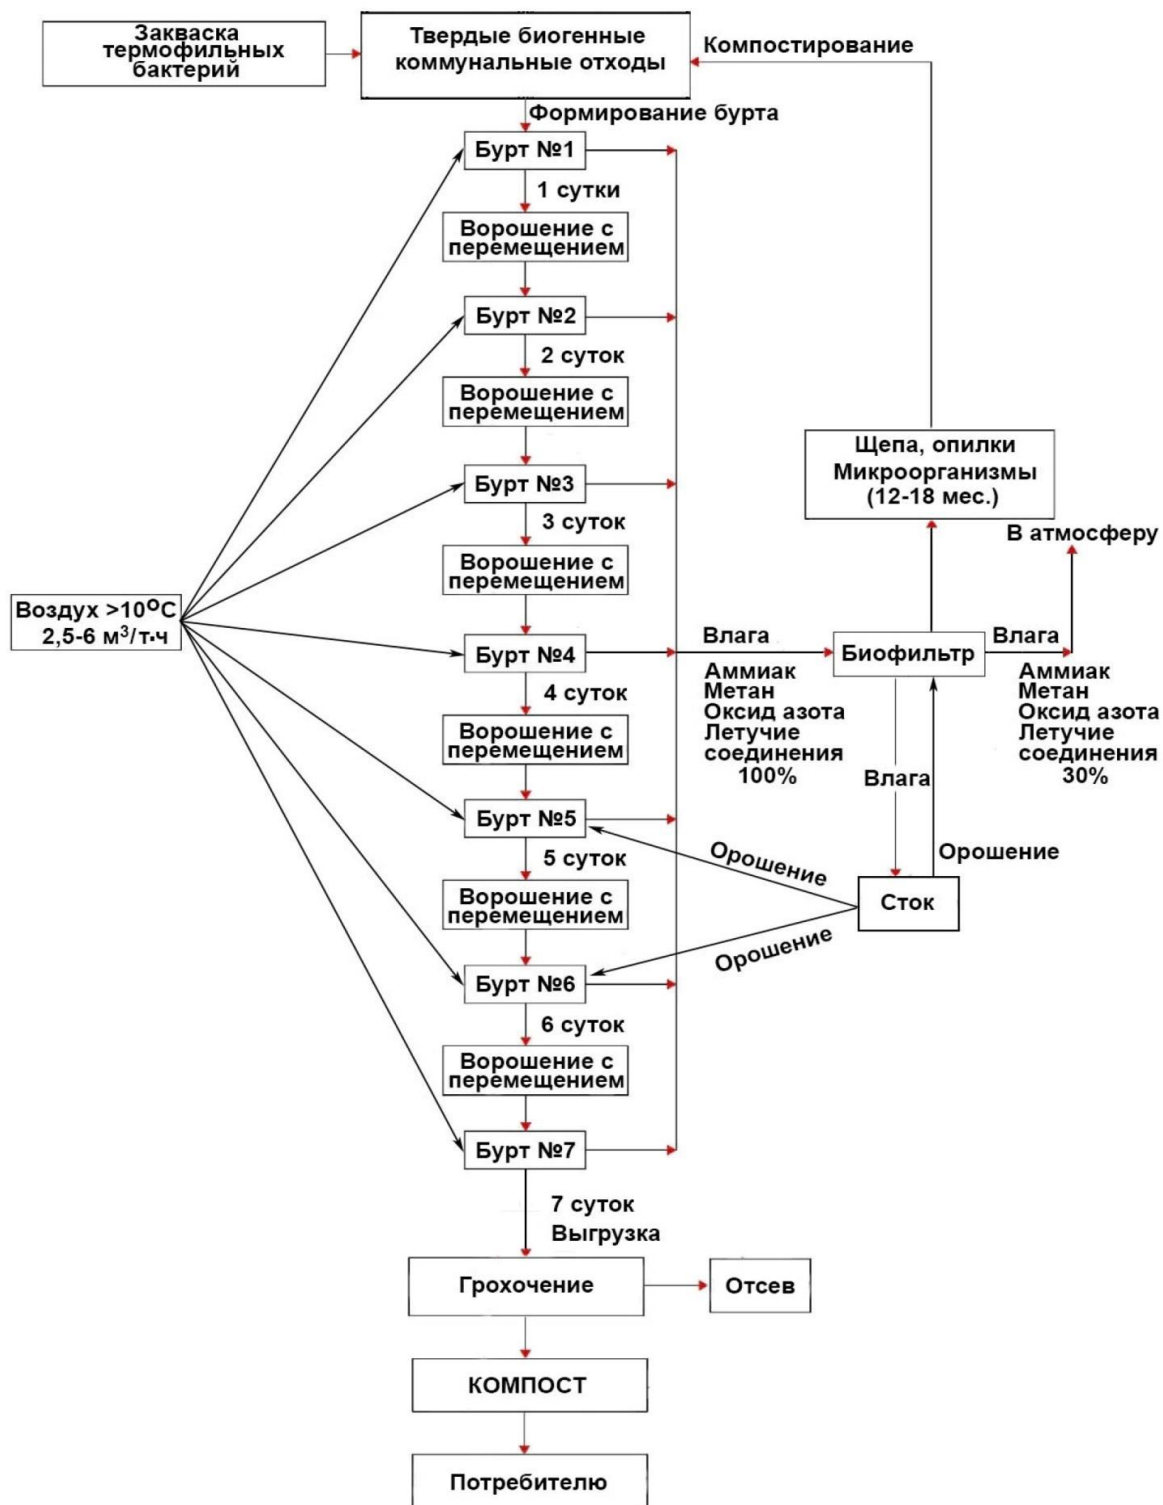 Закваска
термофильных
бактерий
Твердые биогенные
коммунальные отходы
Компостирование
Формирование бурта
Бурт №1
1 сутки
Ворошение с
перемещением
Бурт №2
2 суток
Ворошение с
перемещением
Бурт №3
3 суток
Ворошение с
перемещением
Щепа, опилки
Микроорганизмы
(12-18 мес.)
В атмосферу
Воздух >10°С
2,5-6 м³/т·ч
Бурт №4
Влага
Аммиак
Метан
Оксид азота
Летучие
соединения
100%
Биофильтр
Влага
Аммиак
Метан
Оксид азота
Летучие
соединения
30%
4 суток
Ворошение с
перемещением
Влага
Бурт №5
Орошение
Орошение
5 суток
Ворошение с
перемещением
Сток
Орошение
Бурт №6
6 суток
Ворошение с
перемещением
Бурт №7
7 суток
Выгрузка
Грохочение
Отсев
КОМПОСТ
Потребителю